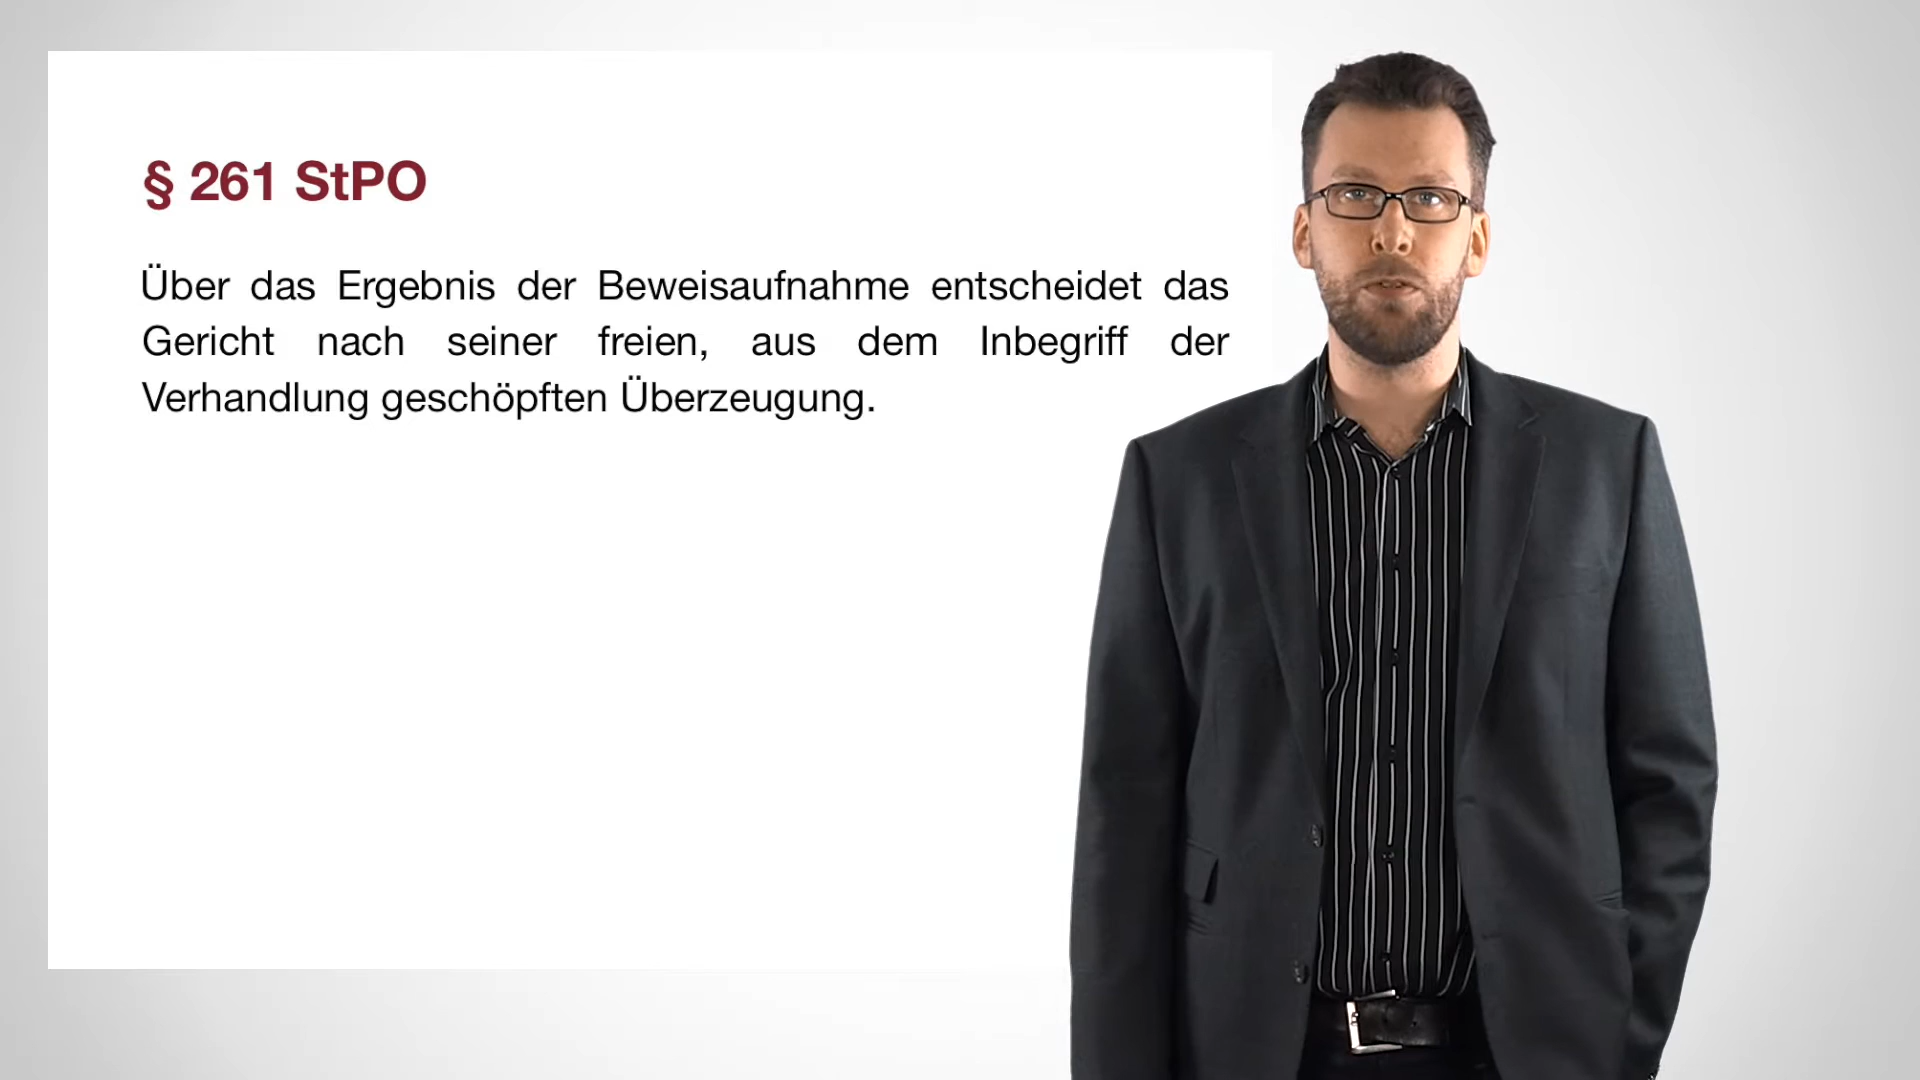 § 261 StPO
Über das Ergebnis der Beweisaufnahme entscheidet das
Gericht nach seiner freien, aus dem Inbegriff der
Verhandlung geschöpften Überzeugung.